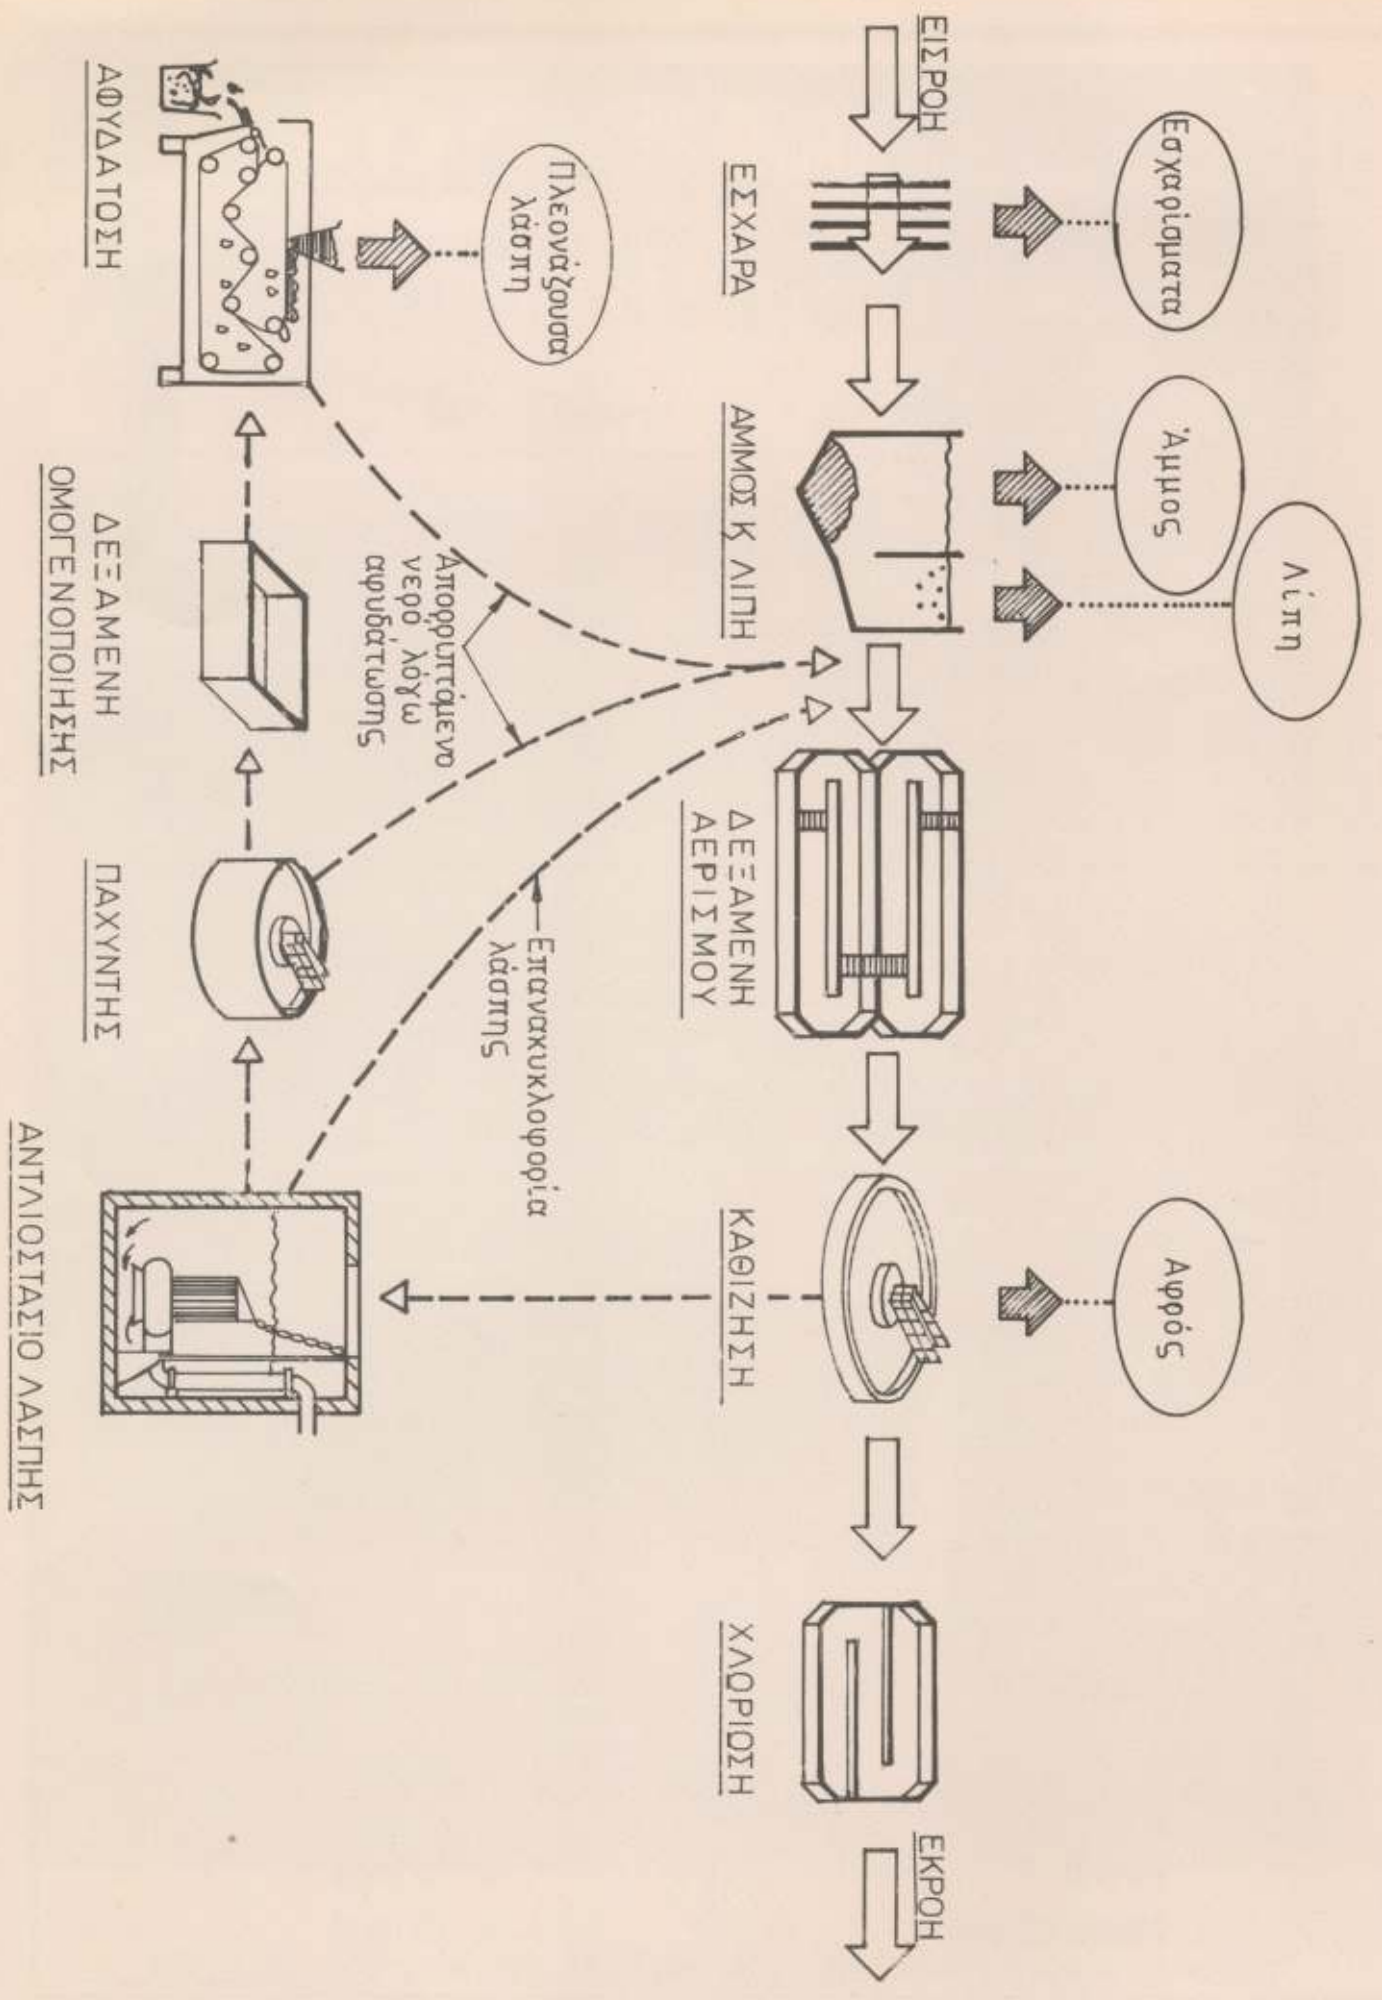 Εσχαρίσματα
Άμμος
Λίπη
Αφρός
ΕΙΣΡΟΗ
ΕΚΡΟΗ
ΕΣΧΑΡΑ
ΑΜΜΟΣ Κ ΛΙΠΗ
ΔΕΞΑΜΕΝΗ
ΑΕΡΙΣΜΟΥ
ΚΑΘΙΖΗΣΗ
ΧΛΩΡΙΩΣΗ
Πλεονάζουσα
λάσπη
Απορριπτόμενο
νερό λόγω
αφυδάτωσης
Επανακυκλοφορία
λάσπης
ΑΦΥΔΑΤΩΣΗ
ΔΕΞΑΜΕΝΗ
ΟΜΟΓΕΝΟΠΟΙΗΣΗΣ
ΠΑΧΥΝΤΗΣ
ΑΝΤΛΙΟΣΤΑΣΙΟ ΛΑΣΠΗΣ